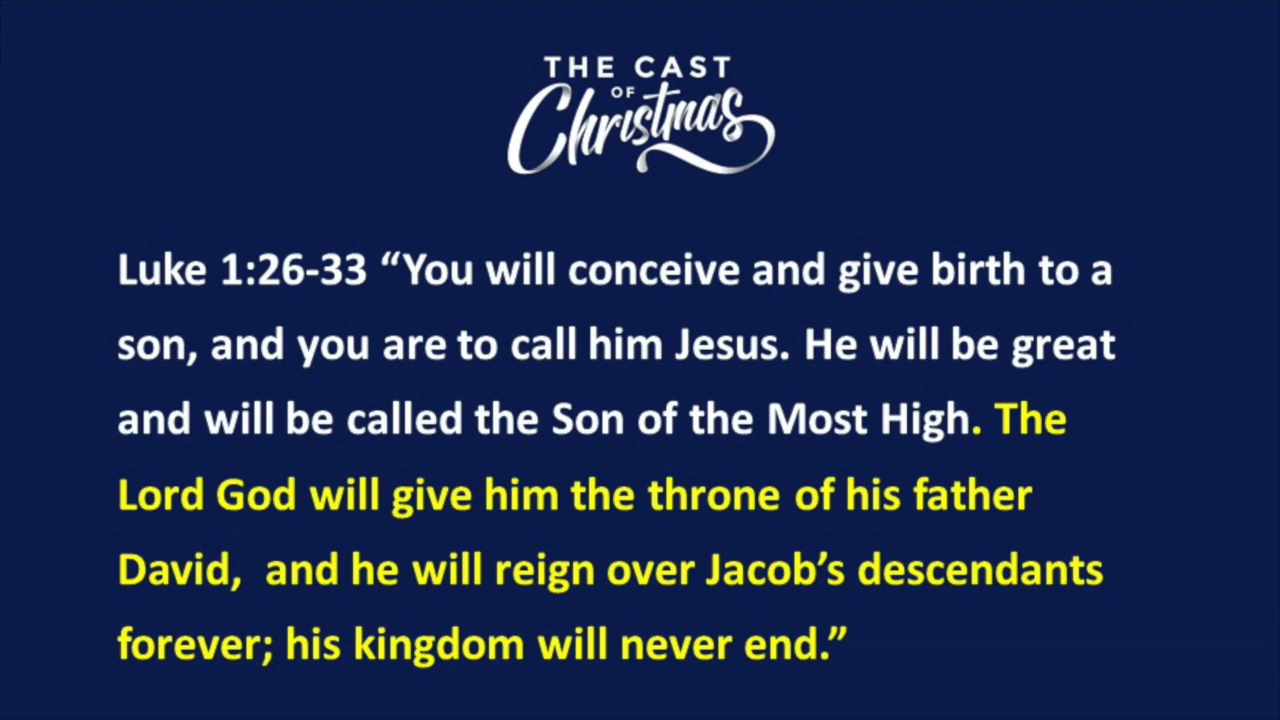 THE CAST
OF
Christmas
Luke 1:26-33 “You will conceive and give birth to a
son, and you are to call him Jesus. He will be great
and will be called the Son of the Most High. The
Lord God will give him the throne of his father
David,  and he will reign over Jacob’s descendants
forever; his kingdom will never end.”